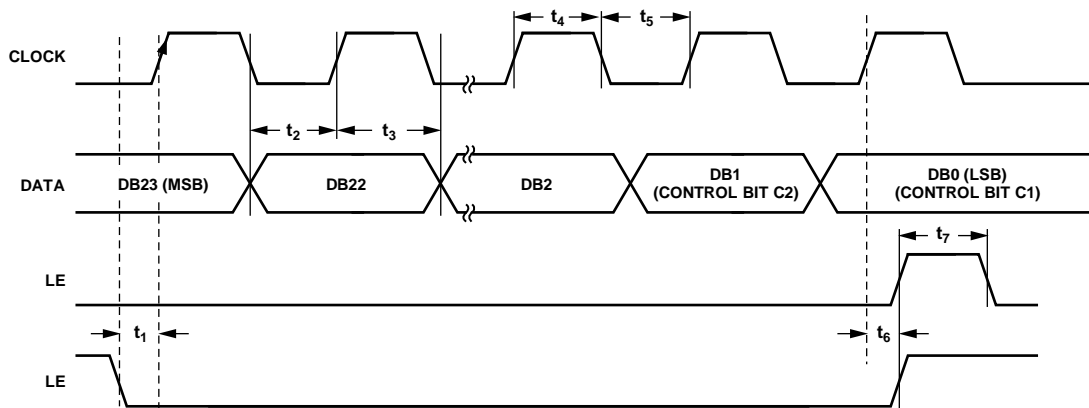 t4 t5
CLOCK
t2 t3
DATA DB23 (MSB) DB22 DB2 DB1 (CONTROL BIT C2) DB0 (LSB) (CONTROL BIT C1)
t7
LE
t1 t6
LE